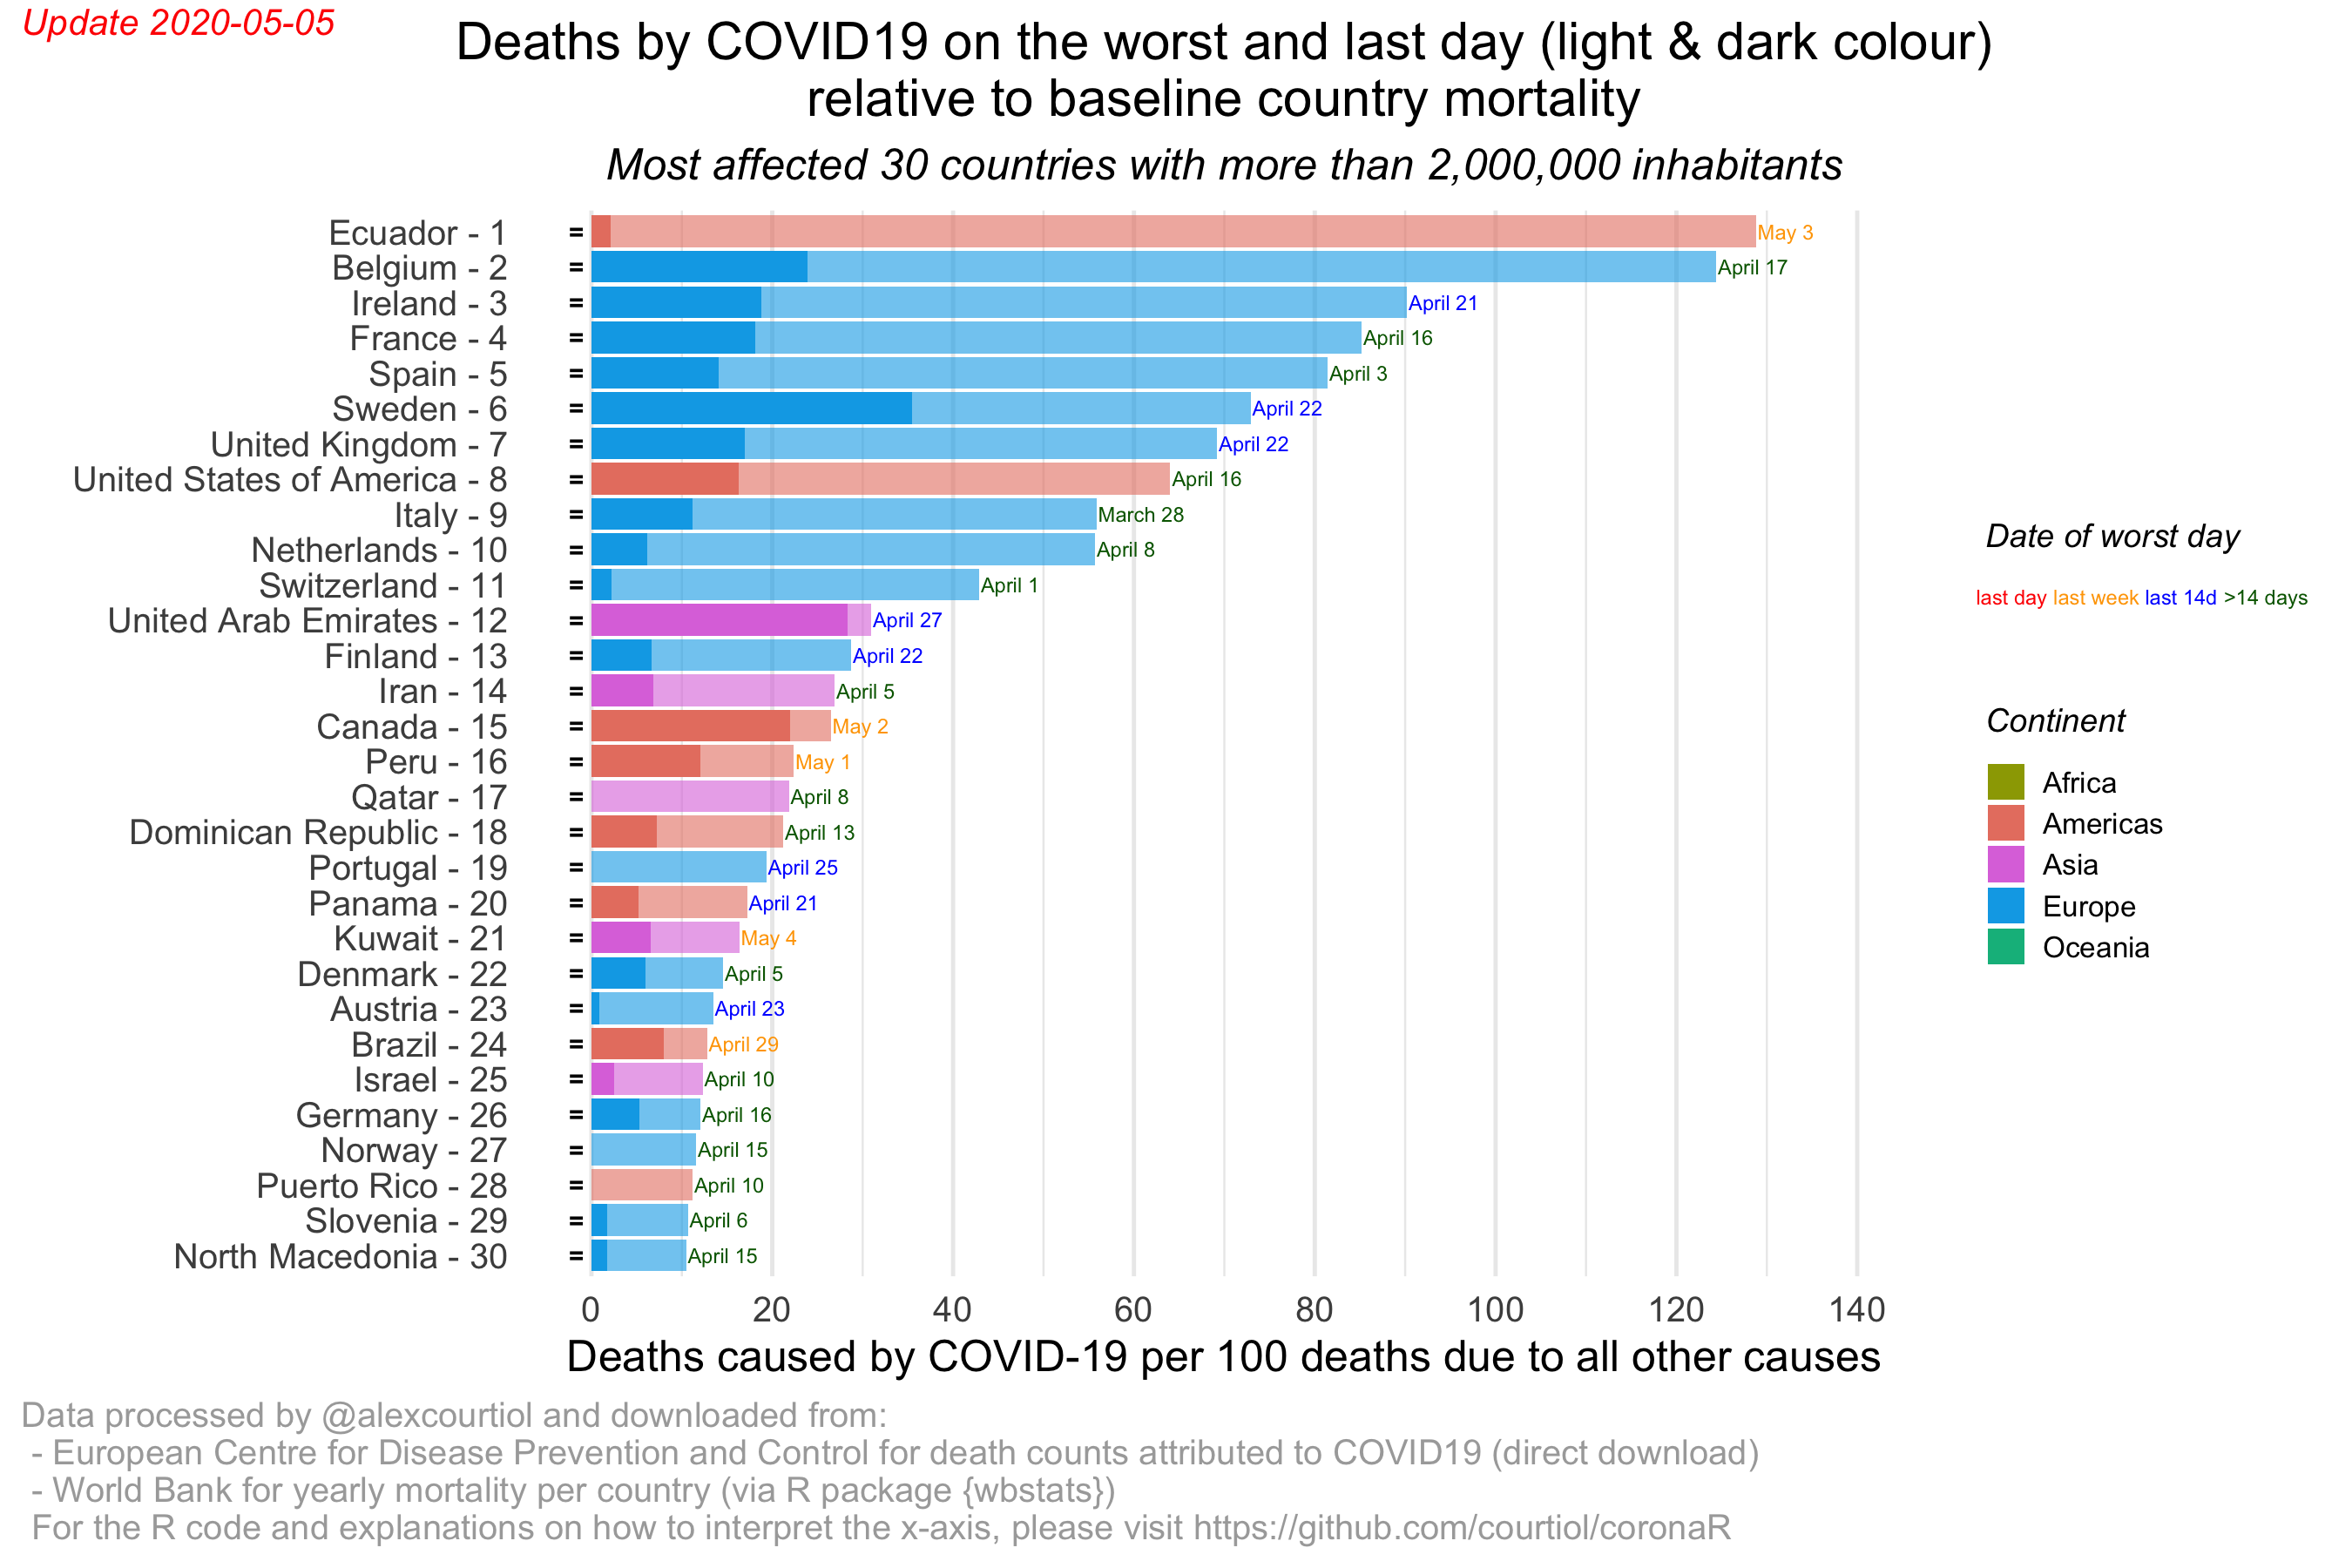 Update 2020-05-05
Deaths by COVID19 on the worst and last day (light & dark colour)
relative to baseline country mortality
Most affected 30 countries with more than 2,000,000 inhabitants
Ecuador - 1 = May 3
Belgium - 2 = April 17
Ireland - 3 = April 21
France - 4 = April 16
Spain - 5 = April 3
Sweden - 6 = April 22
United Kingdom - 7 = April 22
United States of America - 8 = April 16
Italy - 9 = March 28
Netherlands - 10 = April 8
Switzerland - 11 = April 1
United Arab Emirates - 12 = April 27
Finland - 13 = April 22
Iran - 14 = April 5
Canada - 15 = May 2
Peru - 16 = May 1
Qatar - 17 = April 8
Dominican Republic - 18 = April 13
Portugal - 19 = April 25
Panama - 20 = April 21
Kuwait - 21 = May 4
Denmark - 22 = April 5
Austria - 23 = April 23
Brazil - 24 = April 29
Israel - 25 = April 10
Germany - 26 = April 16
Norway - 27 = April 15
Puerto Rico - 28 = April 10
Slovenia - 29 = April 6
North Macedonia - 30 = April 15
0 20 40 60 80 100 120 140
Deaths caused by COVID-19 per 100 deaths due to all other causes
Date of worst day
last day last week last 14d >14 days
Continent
Africa
Americas
Asia
Europe
Oceania
Data processed by @alexcourtiol and downloaded from:
- European Centre for Disease Prevention and Control for death counts attributed to COVID19 (direct download)
- World Bank for yearly mortality per country (via R package {wbstats})
For the R code and explanations on how to interpret the x-axis, please visit https://github.com/courtiol/coronaR